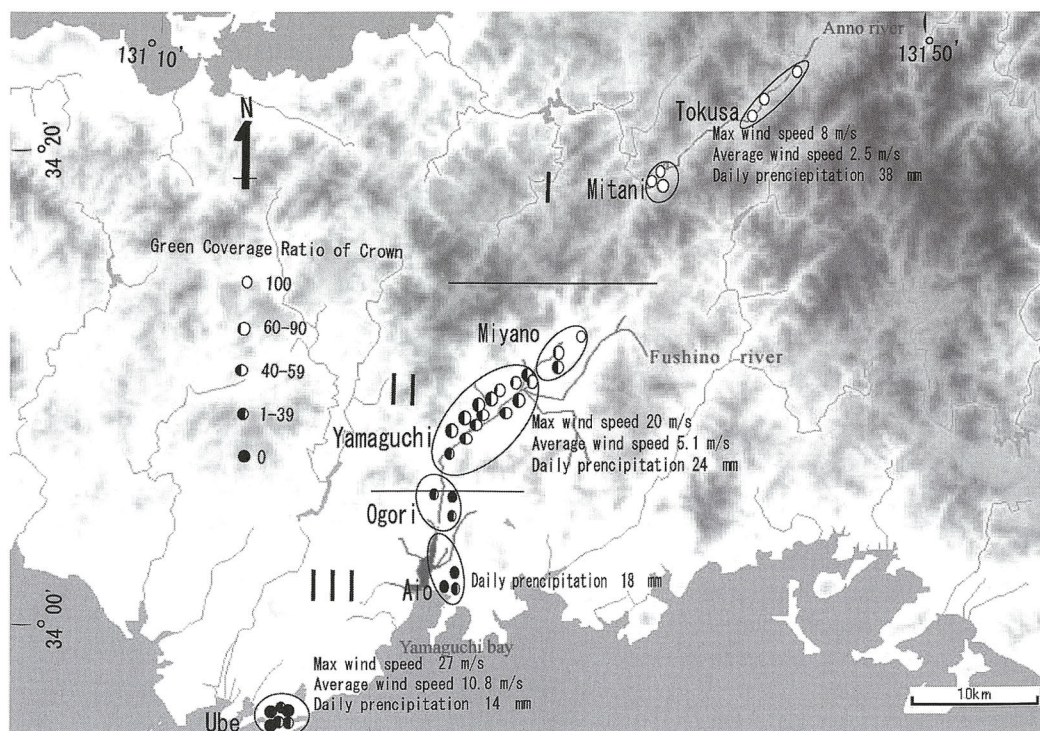 131°10'
Anno river
131°50'
N
34°20'
Tokusa
Max wind speed 8 m/s
Average wind speed 2.5 m/s
Daily prenciepitation 38 mm
Mitani
I
Green Coverage Ratio of Crown
100
60-90
40-59
1-39
0
Miyano
Fushino river
II
Yamaguchi
Max wind speed 20 m/s
Average wind speed 5.1 m/s
Daily prencipitation 24 mm
Ogori
III
Aio
Daily prencipitation 18 mm
34°00'
Yamaguchi bay
Max wind speed 27 m/s
Average wind speed 10.8 m/s
Daily prencipitation 14 mm
Ube
10km